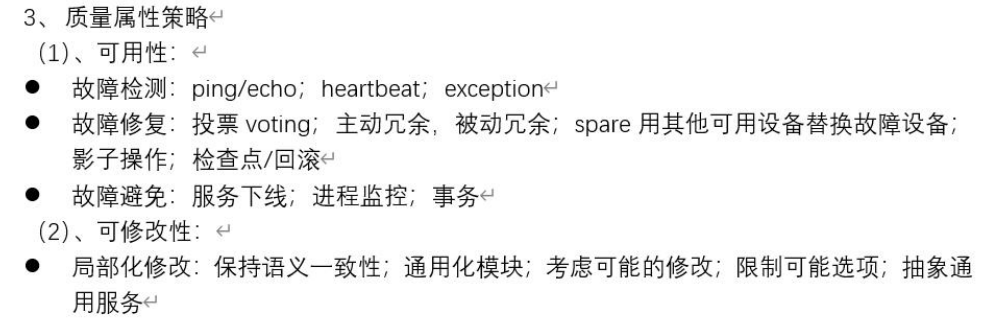 3、 质量属性策略↵
(1)、可用性：↵
● 故障检测：ping/echo；heartbeat；exception↵
● 故障修复：投票 voting；主动冗余，被动冗余；spare 用其他可用设备替换故障设备；
影子操作；检查点/回滚↵
● 故障避免：服务下线；进程监控；事务↵
(2)、可修改性：↵
● 局部化修改：保持语义一致性；通用化模块；考虑可能的修改；限制可能选项；抽象通
用服务↵